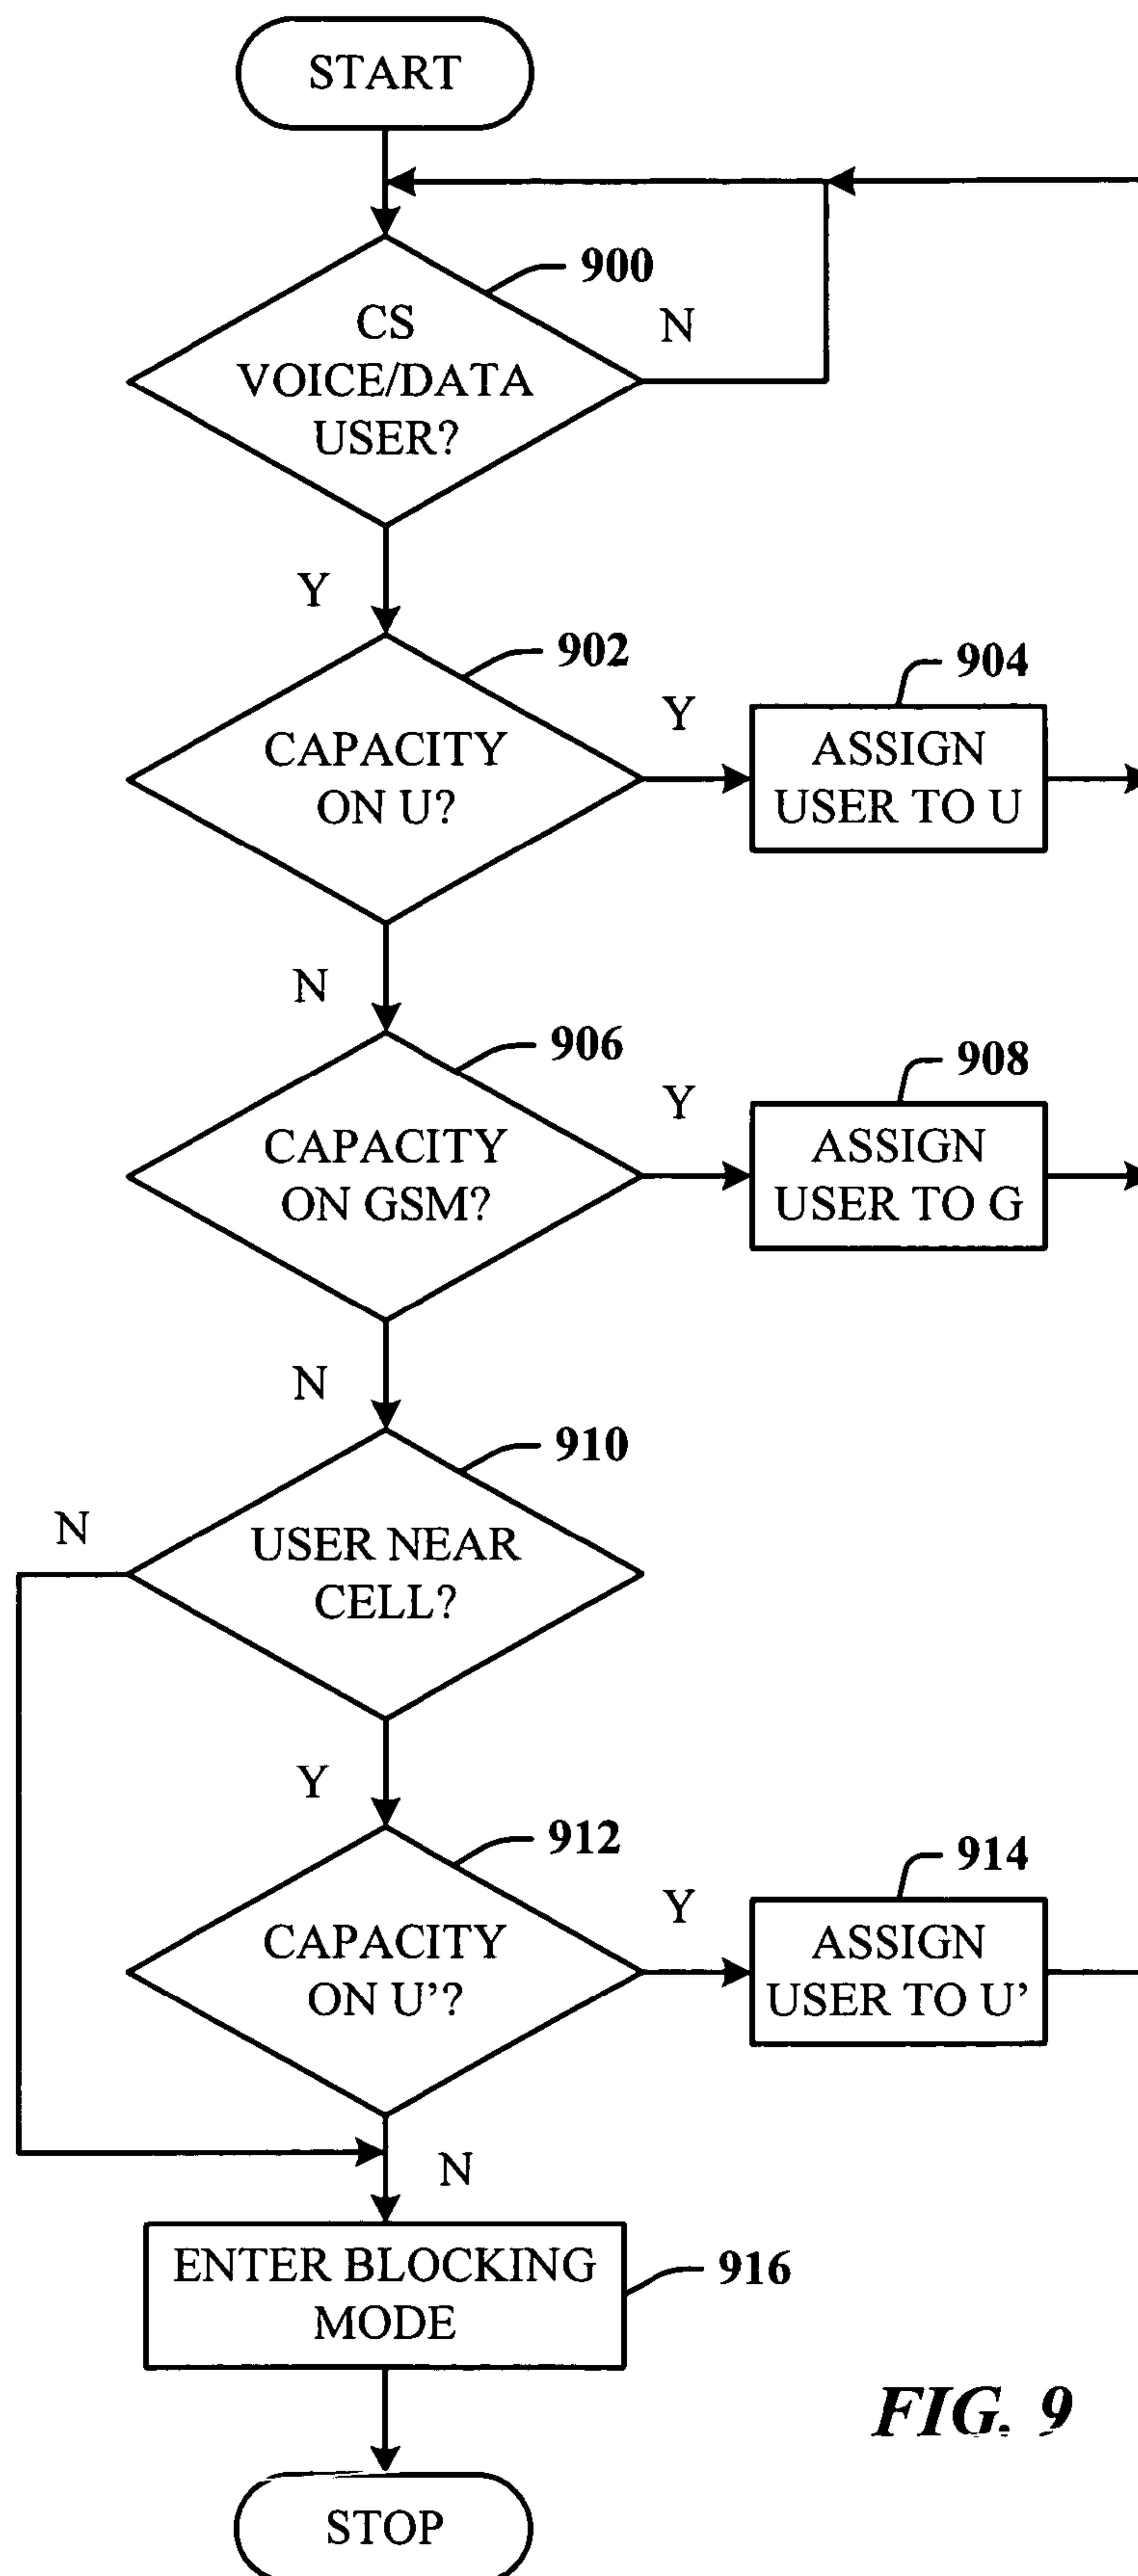 START
900
CS
VOICE/DATA
USER?
N
Y
902
CAPACITY
ON U?
Y
904
ASSIGN
USER TO U
N
906
CAPACITY
ON GSM?
Y
908
ASSIGN
USER TO G
N
910
USER NEAR
CELL?
N
Y
912
CAPACITY
ON U'?
Y
914
ASSIGN
USER TO U'
N
ENTER BLOCKING
MODE
916
FIG. 9
STOP